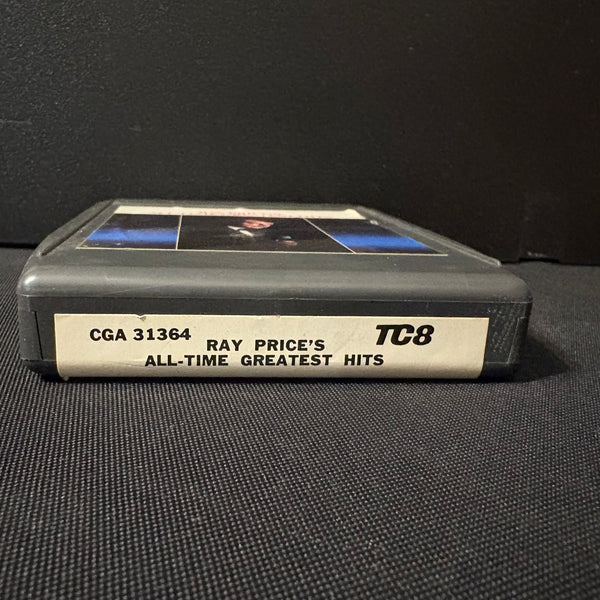 CGA 31364
TC8
RAY PRICE'S
ALL-TIME GREATEST HITS